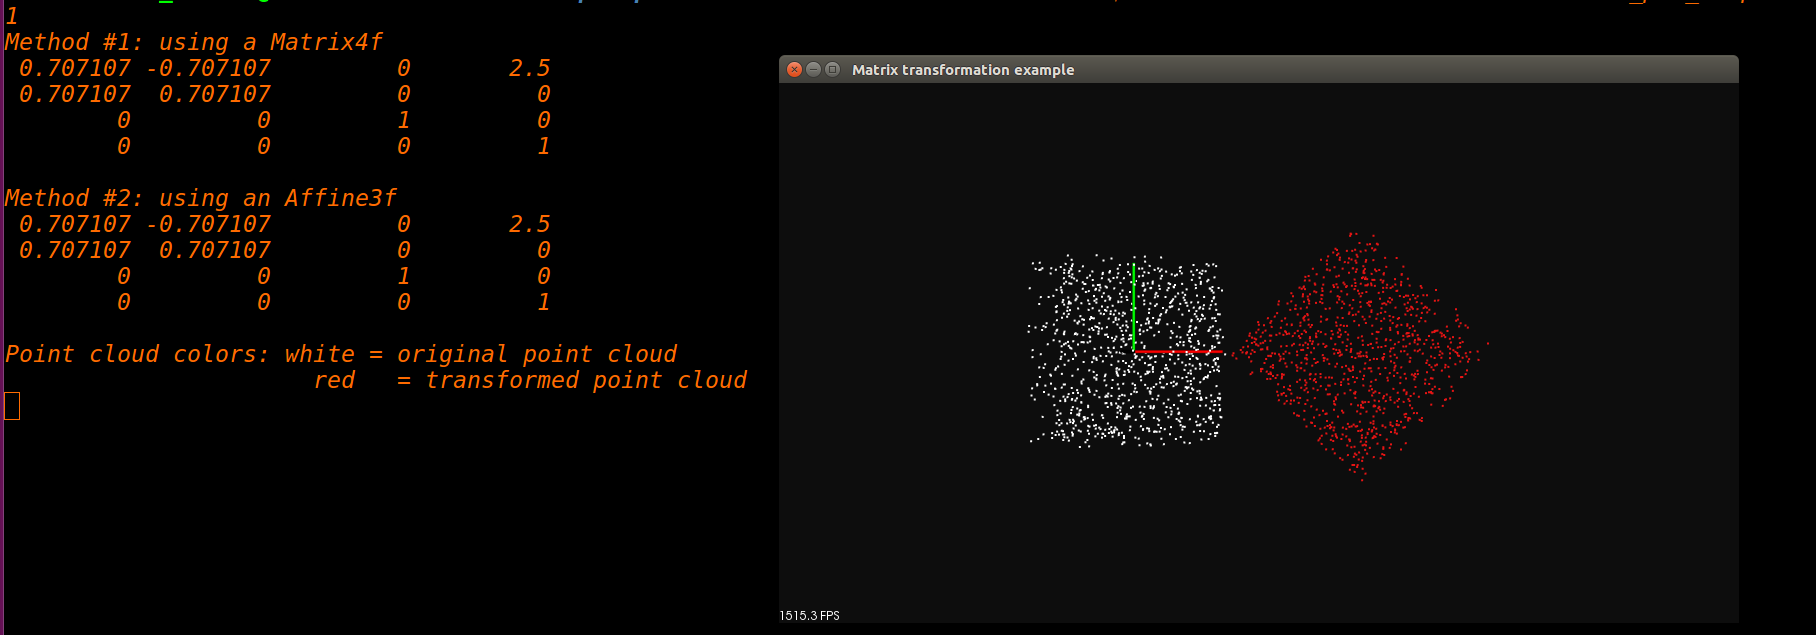 1
Method #1: using a Matrix4f
0.707107 -0.707107 0 2.5
0.707107 0.707107 0 0
0 0 1 0
0 0 0 1
Method #2: using an Affine3f
0.707107 -0.707107 0 2.5
0.707107 0.707107 0 0
0 0 1 0
0 0 0 1
Point cloud colors: white = original point cloud
red = transformed point cloud
Matrix transformation example
1515.3 FPS